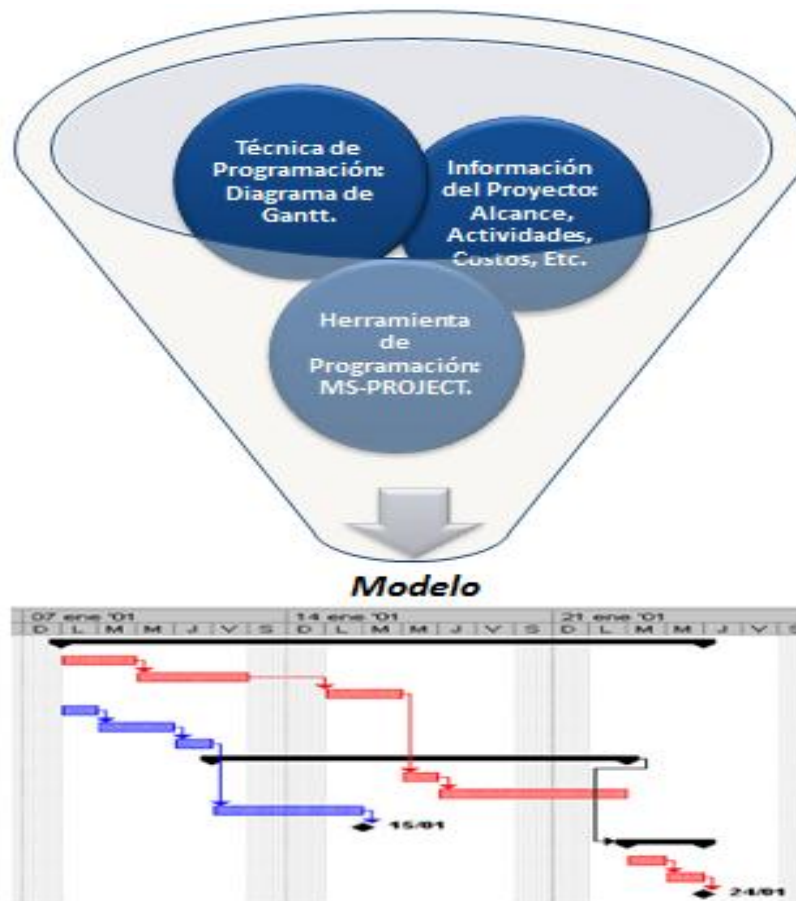 Técnica de
Programación:
Diagrama de
Gantt.
Información
del Proyecto:
Alcance,
Actividades,
Costos, Etc.
Herramienta
de
Programación:
MS-PROJECT.
Modelo
07 ene '01 14 ene '01 21 ene '01
D L M M J V S D L M M J V S D L M M J V S
15/01
24/01